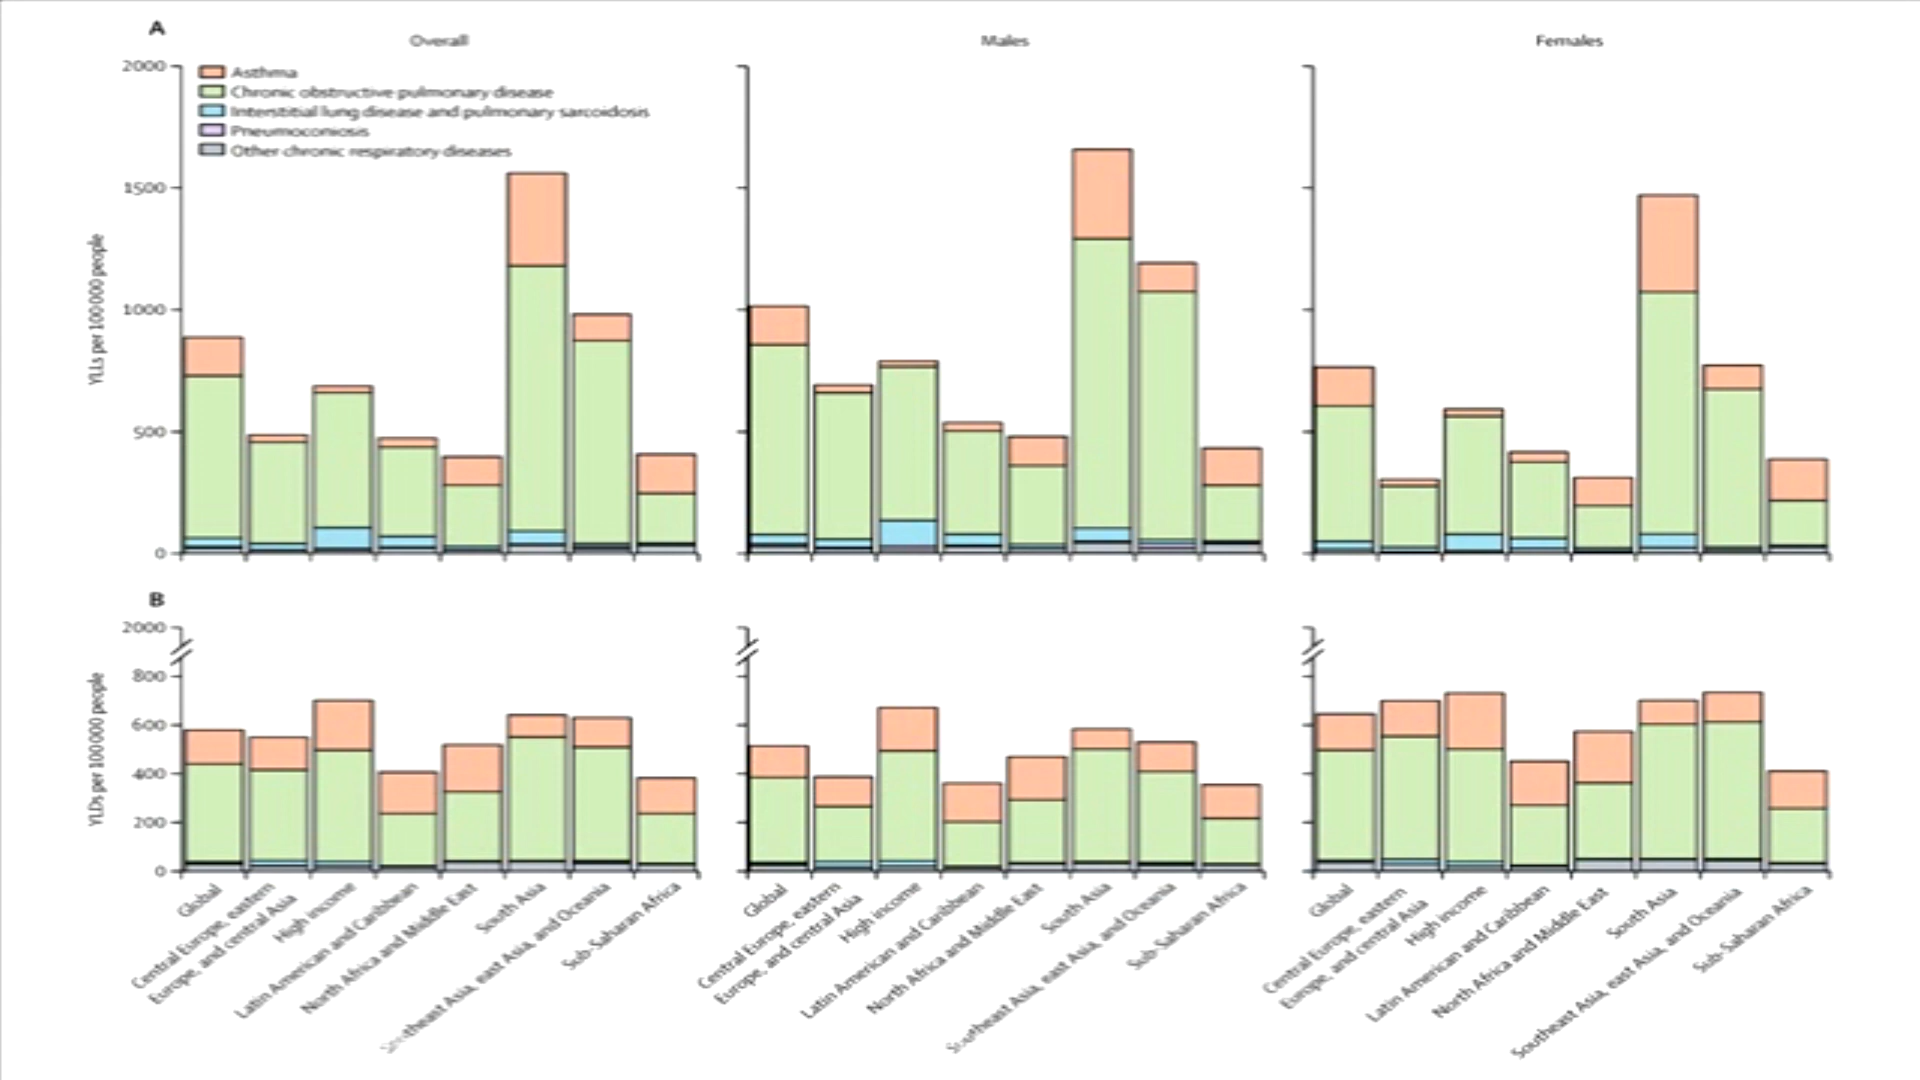 A
Overall
Males
Females
2000
Asthma
Chronic obstructive pulmonary disease
Interstitial lung disease and pulmonary sarcoidosis
Pneumoconiosis
Other chronic respiratory diseases
1500
1000
500
0
YLLs per 100 000 people
B
2000
800
600
400
200
0
YLDs per 100 000 people
Global
Central Europe, eastern
Europe, and central Asia
High income
Latin American and Caribbean
North Africa and Middle East
South Asia
Southeast Asia, east Asia, and Oceania
Sub-Saharan Africa
Global
Central Europe, eastern
Europe, and central Asia
High income
Latin American and Caribbean
North Africa and Middle East
South Asia
Southeast Asia, east Asia, and Oceania
Sub-Saharan Africa
Global
Central Europe, eastern
Europe, and central Asia
High income
Latin American and Caribbean
North Africa and Middle East
South Asia
Southeast Asia, east Asia, and Oceania
Sub-Saharan Africa